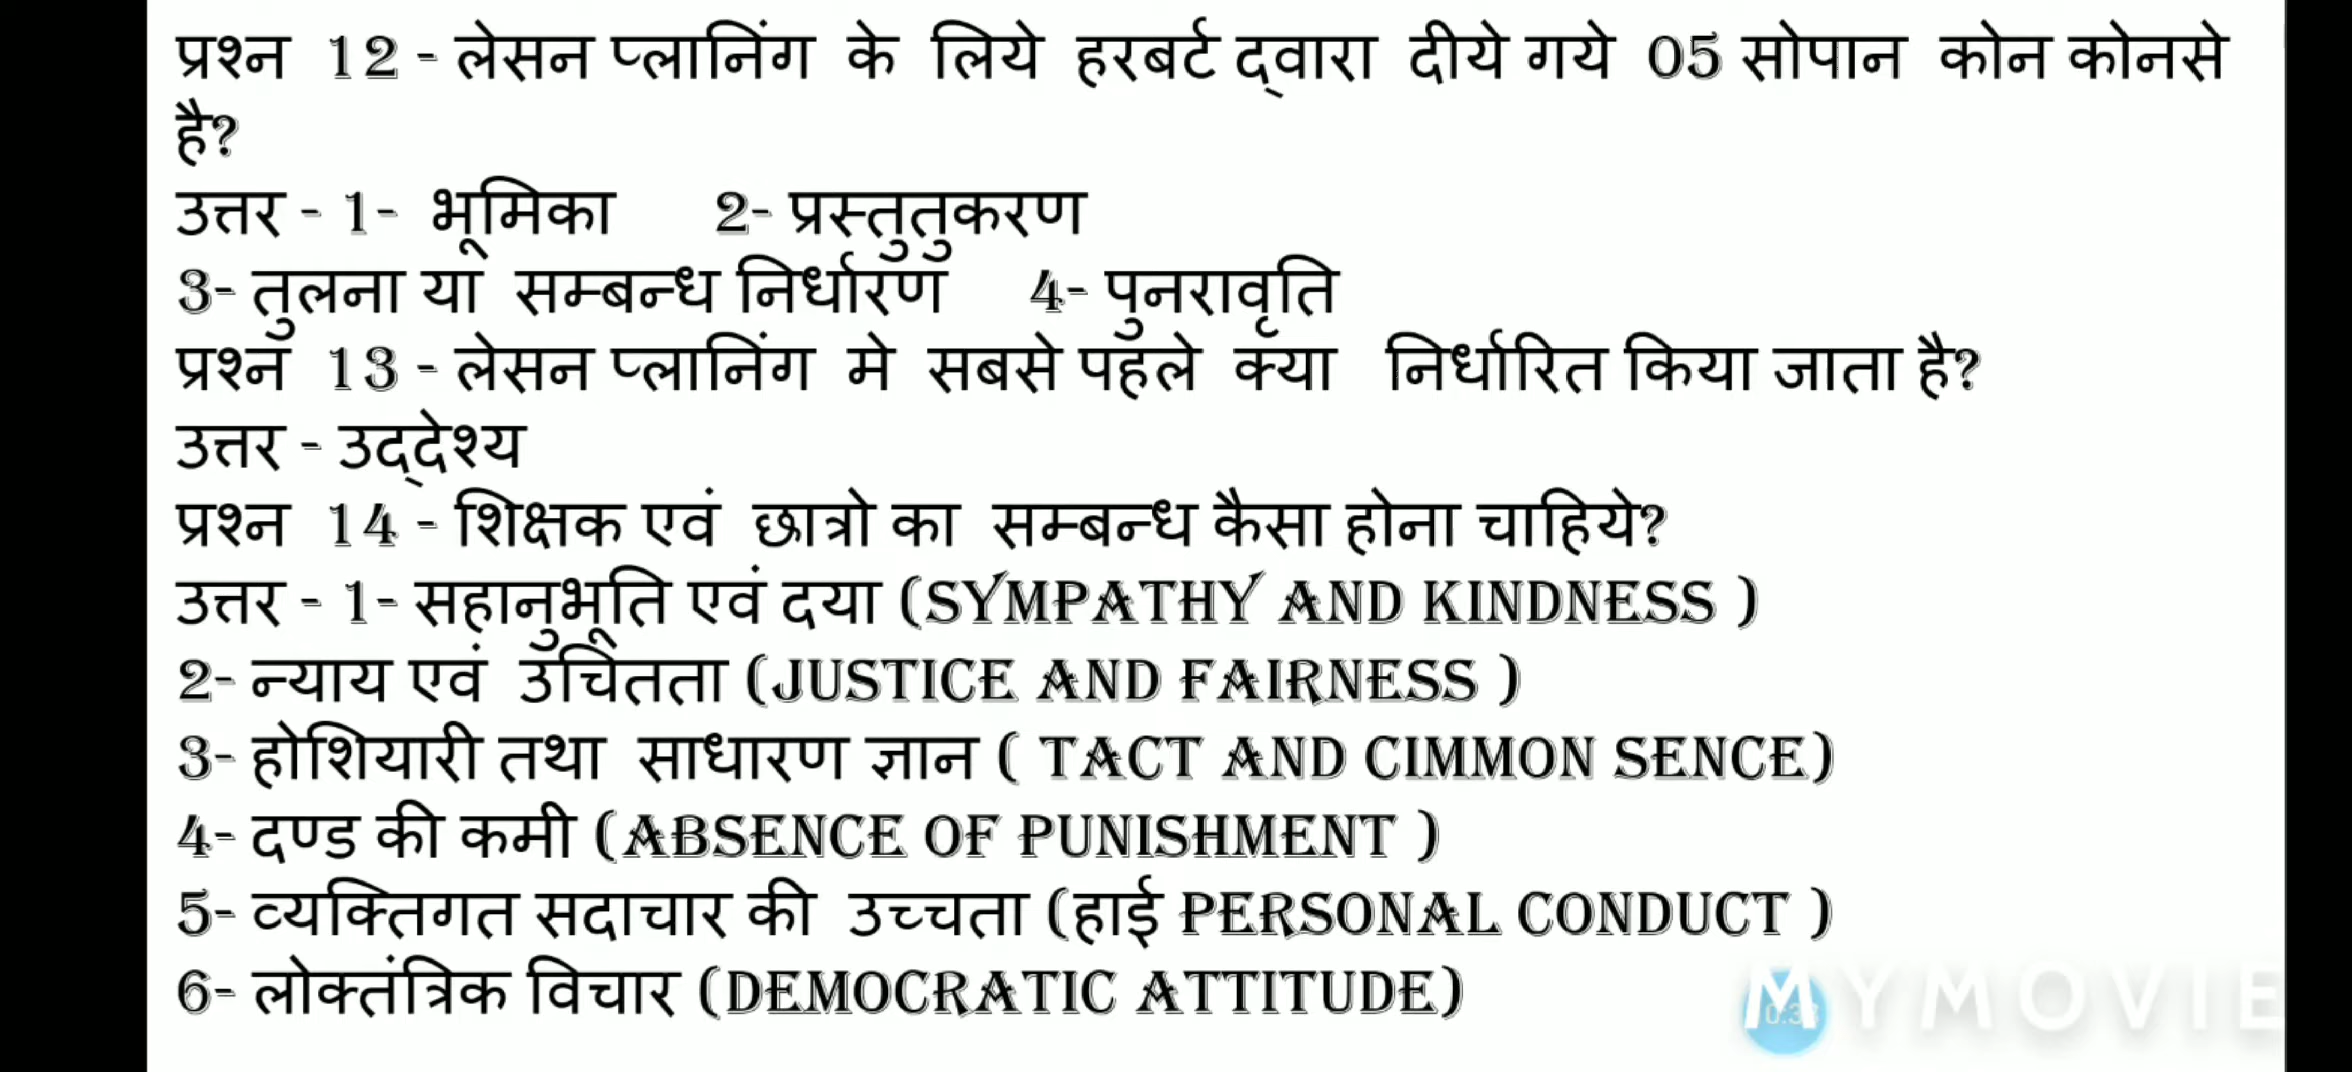 प्रश्न 12 - लेसन प्लानिंग के लिये हरबर्ट द्वारा दीये गये 05 सोपान कोन कोनसे
है?
उत्तर - 1- भूमिका 2- प्रस्तुतुकरण
3- तुलना या सम्बन्ध निर्धारण 4- पुनरावृति
प्रश्न 13 - लेसन प्लानिंग मे सबसे पहले क्या निर्धारित किया जाता है?
उत्तर - उद्देश्य
प्रश्न 14 - शिक्षक एवं छात्रो का सम्बन्ध कैसा होना चाहिये?
उत्तर - 1- सहानुभूति एवं दया (SYMPATHY AND KINDNESS )
2- न्याय एवं उचितता (JUSTICE AND FAIRNESS )
3- होशियारी तथा साधारण ज्ञान ( TACT AND CIMMON SENCE)
4- दण्ड की कमी (ABSENCE OF PUNISHMENT )
5- व्यक्तिगत सदाचार की उच्चता (हाई PERSONAL CONDUCT )
6- लोक्तंत्रिक विचार (DEMOCRATIC ATTITUDE)
MYMOVIE